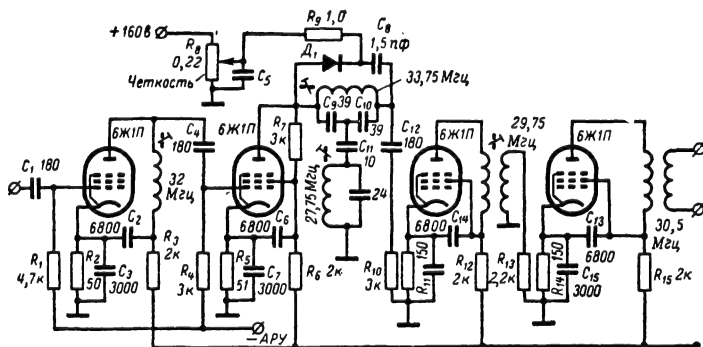 +160 в
R8
0,22
Четкость
C5
R9 1,0
Д1
C8
1,5 пф
33,75 Мгц
C9 39
C10
39
6Ж1П
C4
180
32
Мгц
6Ж1П
R7
3к
C11
10
27,75 Мгц
24
C12
180
6Ж1П
29,75
Мгц
6Ж1П
30,5
Мгц
C1 180
6800
C2
R1
4,7к
R2
50
C3
3000
R3
2к
R4
3к
6800
C6
R5
51
C7
3000
R6 2к
6800
C14
R10
3к
150
R11
R12
2к
R13
2,2к
150
R14
C13
6800
C15
3000
R15 2к
–АРУ